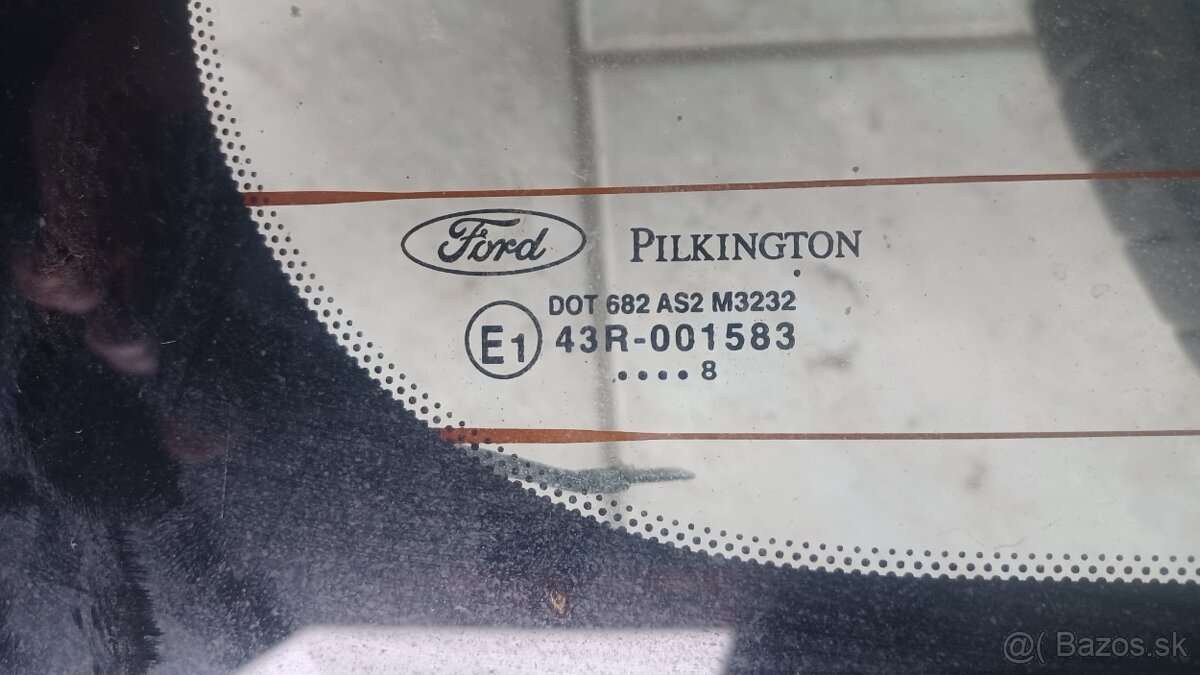 Ford PILKINGTON
DOT 682 AS2 M3232
E1 43R-001583
....8
@( Bazos.sk